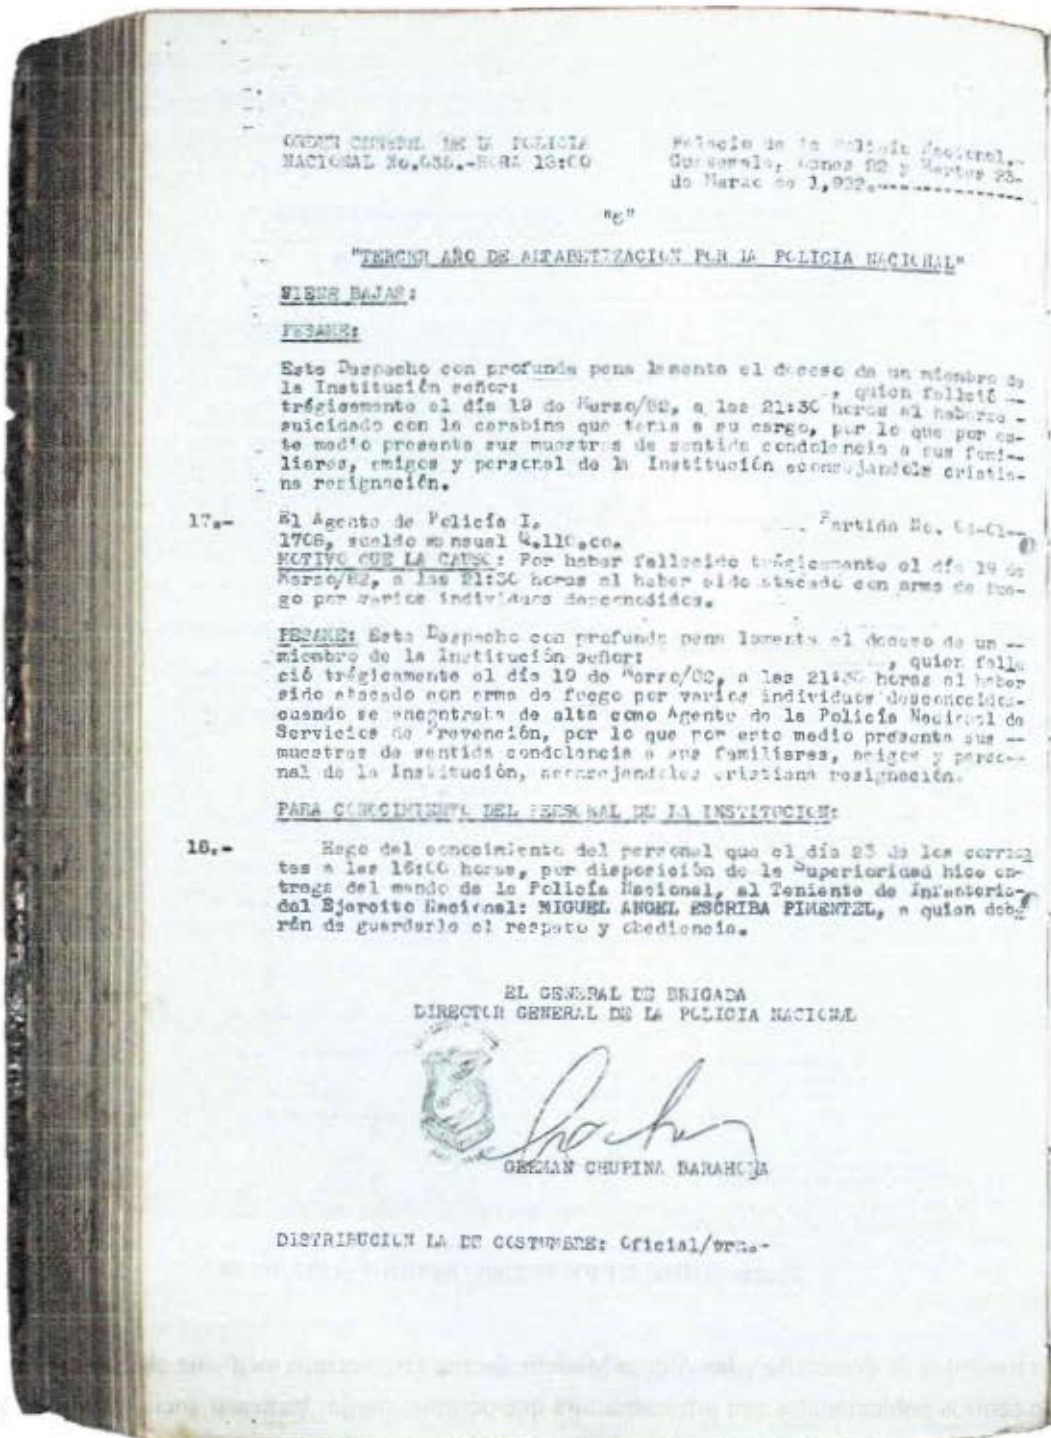 ORDEN GENERAL DE LA POLICIA
NACIONAL No.035.-HORA 13:00
Palacio de la Policía Nacional.-
Guatemala, Lunes 22 y Martes 23-
de Marzo de 1,932.-------------
"6"
"TERCER AÑO DE ALFABETIZACION POR LA POLICIA NACIONAL"
VIENE BAJAS:
PESAME:
Este Despacho con profunda pena lamenta el deceso de un miembro de
la Institución señor: , quien falleció -
trágicamente el día 19 de Marzo/82, a las 21:30 horas al haberse -
suicidado con la carabina que tenía a su cargo, por lo que por es-
te medio presenta sus muestras de sentida condolencia a sus fami-
liares, amigos y personal de la Institución aconsejandole cristia-
na resignación.
17.- El Agente de Policía I. Partida No. 04-01-
1708, sueldo mensual Q.110.00.
MOTIVO QUE LA CAUSO: Por haber fallecido trágicamente el día 19 de
Marzo/82, a las 21:30 horas al haber sido atacado con arma de fue-
go por varios individuos desconodidos.
PESAME: Este Despacho con profunda pena lamenta el deceso de un --
miembro de la Institución señor: , quien falle
ció trágicamente el día 19 de Marzo/82, a las 21:30 horas al haber
sido atacado con arma de fuego por varios individuos desconocidos-
cuando se encontraba de alta como Agente de la Policía Nacional de
Servicios de Prevención, por lo que por este medio presenta sus --
muestras de sentida condolencia a sus familiares, amigos y perso--
nal de la Institución, aconsejandoles cristiana resignación.
PARA CONOCIMIENTO DEL PERSONAL DE LA INSTITUCION:
18.- Hago del conocimiento del personal que el día 23 de los corrien
tes a las 16:00 horas, por disposición de la Superioridad hice en-
trega del mando de la Policía Nacional, al Teniente de Infantería-
del Ejercito Nacional: MIGUEL ANGEL ESCRIBA PIMENTEL, a quien debe
rán de guardarle el respeto y obediencia.
EL GENERAL DE BRIGADA
DIRECTOR GENERAL DE LA POLICIA NACIONAL
GERMAN CHUPINA BARAHONA
DISTRIBUCION LA DE COSTUMBRE: Oficial/